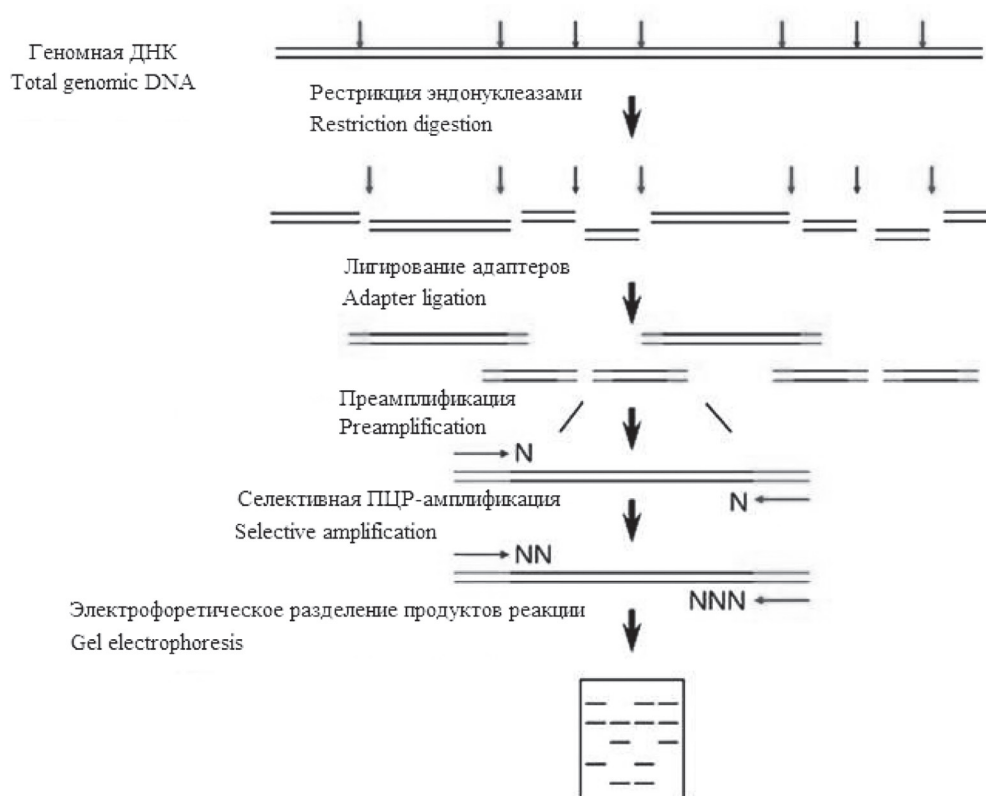 Геномная ДНК
Total genomic DNA
Рестрикция эндонуклеазами
Restriction digestion
Лигирование адаптеров
Adapter ligation
Преамплификация
Preamplification
N
N
Селективная ПЦР-амплификация
Selective amplification
NN
NNN
Электрофоретическое разделение продуктов реакции
Gel electrophoresis